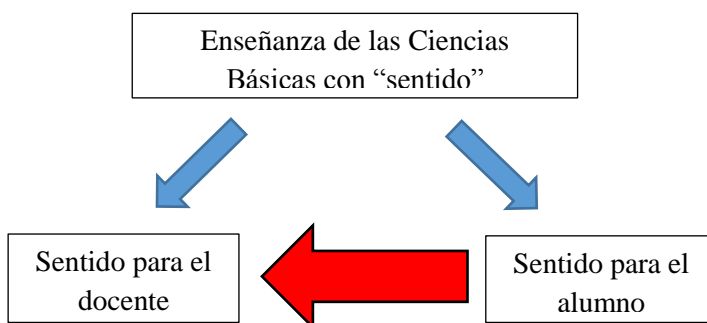 Enseñanza de las Ciencias
Básicas con “sentido”
Sentido para el
docente
Sentido para el
alumno